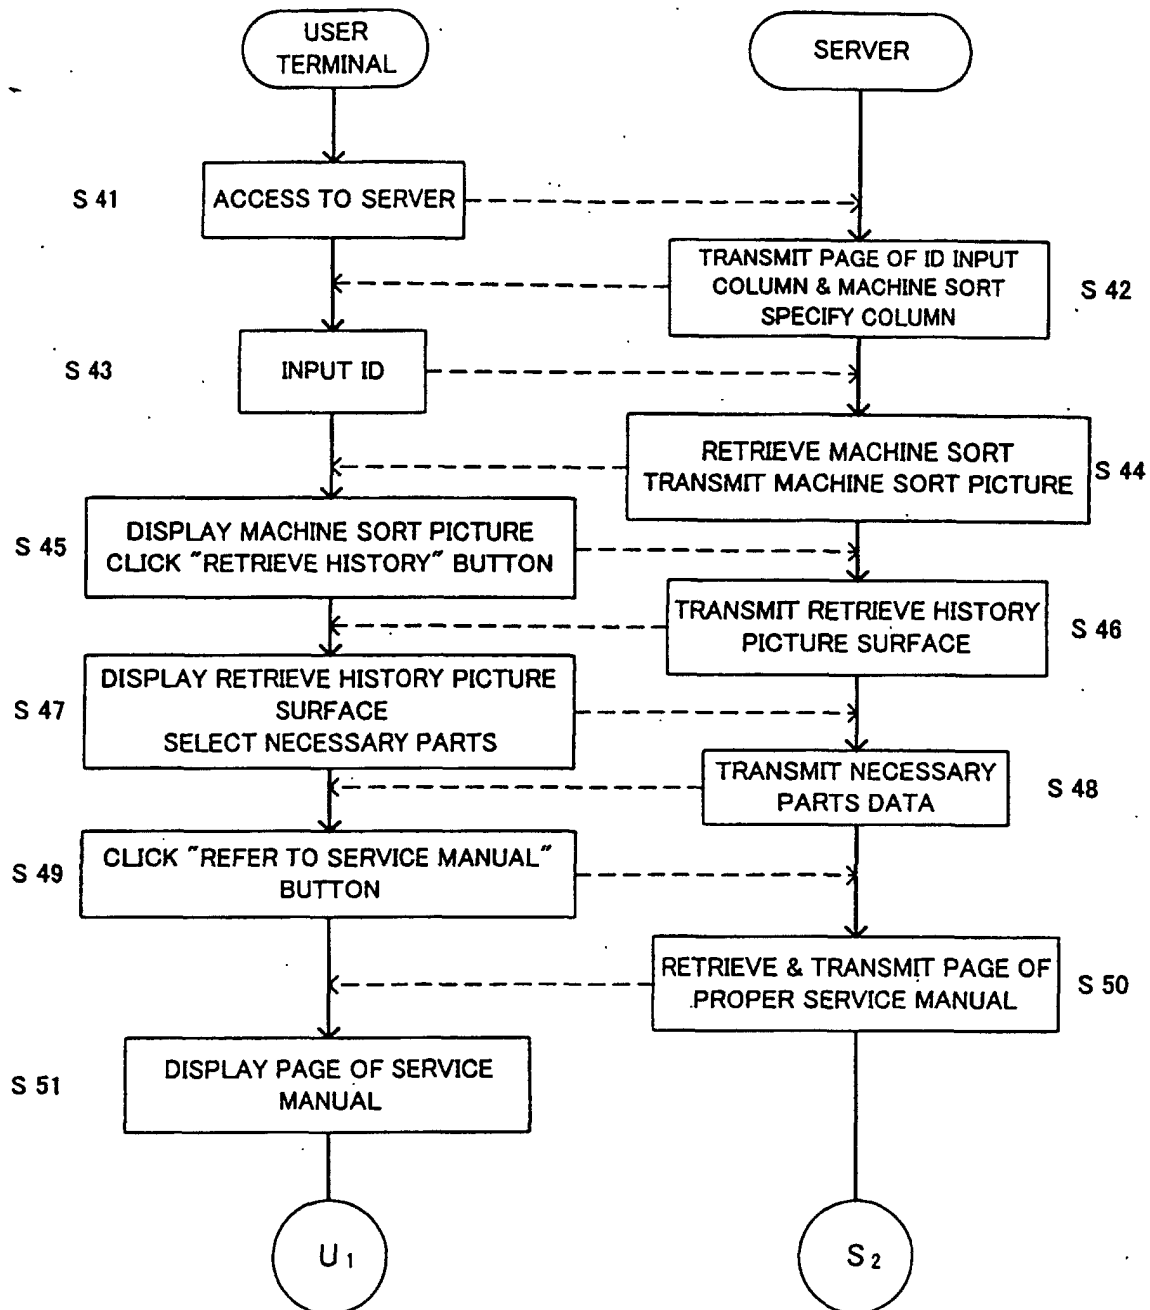 USER
TERMINAL
SERVER
S 41
ACCESS TO SERVER
TRANSMIT PAGE OF ID INPUT
COLUMN & MACHINE SORT
SPECIFY COLUMN
S 42
S 43
INPUT ID
RETRIEVE MACHINE SORT
TRANSMIT MACHINE SORT PICTURE
S 44
S 45
DISPLAY MACHINE SORT PICTURE
CLICK "RETRIEVE HISTORY" BUTTON
TRANSMIT RETRIEVE HISTORY
PICTURE SURFACE
S 46
S 47
DISPLAY RETRIEVE HISTORY PICTURE
SURFACE
SELECT NECESSARY PARTS
TRANSMIT NECESSARY
PARTS DATA
S 48
S 49
CLICK "REFER TO SERVICE MANUAL"
BUTTON
RETRIEVE & TRANSMIT PAGE OF
PROPER SERVICE MANUAL
S 50
S 51
DISPLAY PAGE OF SERVICE
MANUAL
U 1
S 2